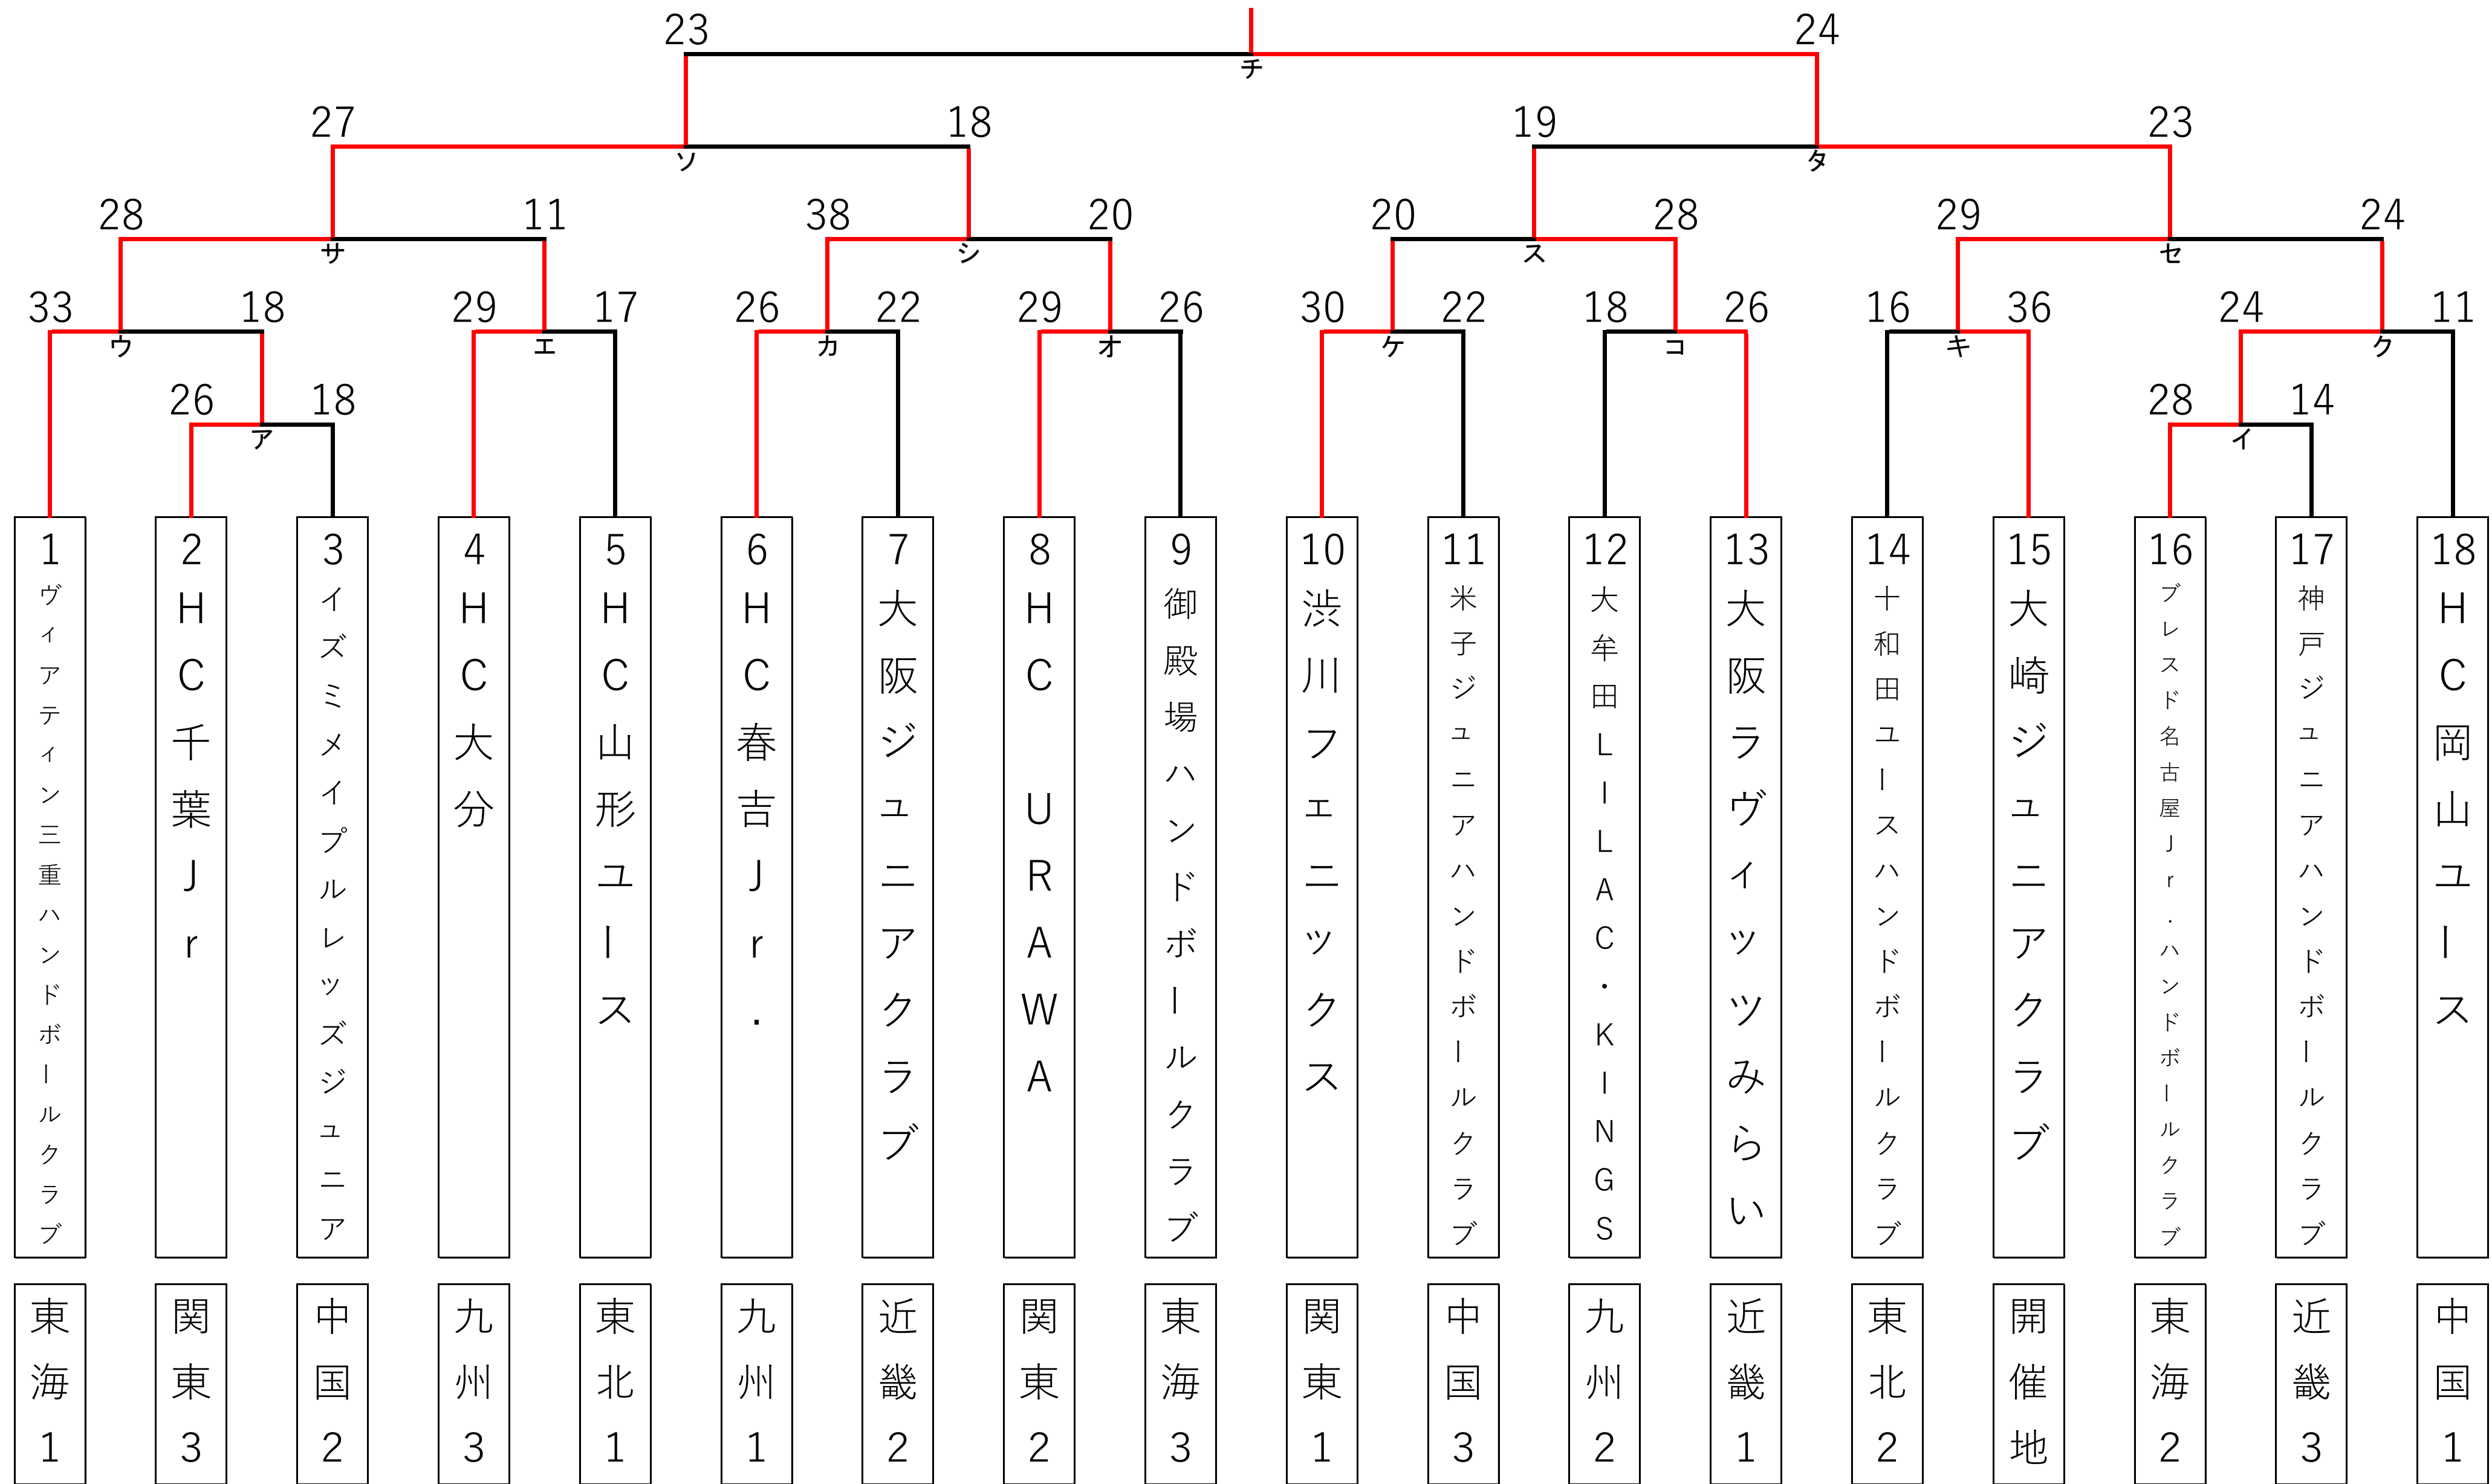 23 24
チ
27 18 19 23
ソ タ
28 11 38 20 20 28 29 24
サ シ ス セ
33 18 29 17 26 22 29 26 30 22 18 26 16 36 24 11
ウ エ カ オ ケ コ キ ク
26 18 28 14
ア イ
1 ヴィアティン三重ハンドボールクラブ
2 HC千葉Jr
3 イズミメイプルレッズジュニア
4 HC大分
5 HC山形ユース
6 HC春吉Jr.
7 大阪ジュニアクラブ
8 HC URAWA
9 御殿場ハンドボールクラブ
10 渋川フェニックス
11 米子ジュニアハンドボールクラブ
12 大牟田LILAC・KINGS
13 大阪ラヴィッツみらい
14 十和田ユースハンドボールクラブ
15 大崎ジュニアクラブ
16 ブレスド名古屋Jr.ハンドボールクラブ
17 神戸ジュニアハンドボールクラブ
18 HC岡山ユース
東海1
関東3
中国2
九州3
東北1
九州1
近畿2
関東2
東海3
関東1
中国3
九州2
近畿1
東北2
開催地
東海2
近畿3
中国1